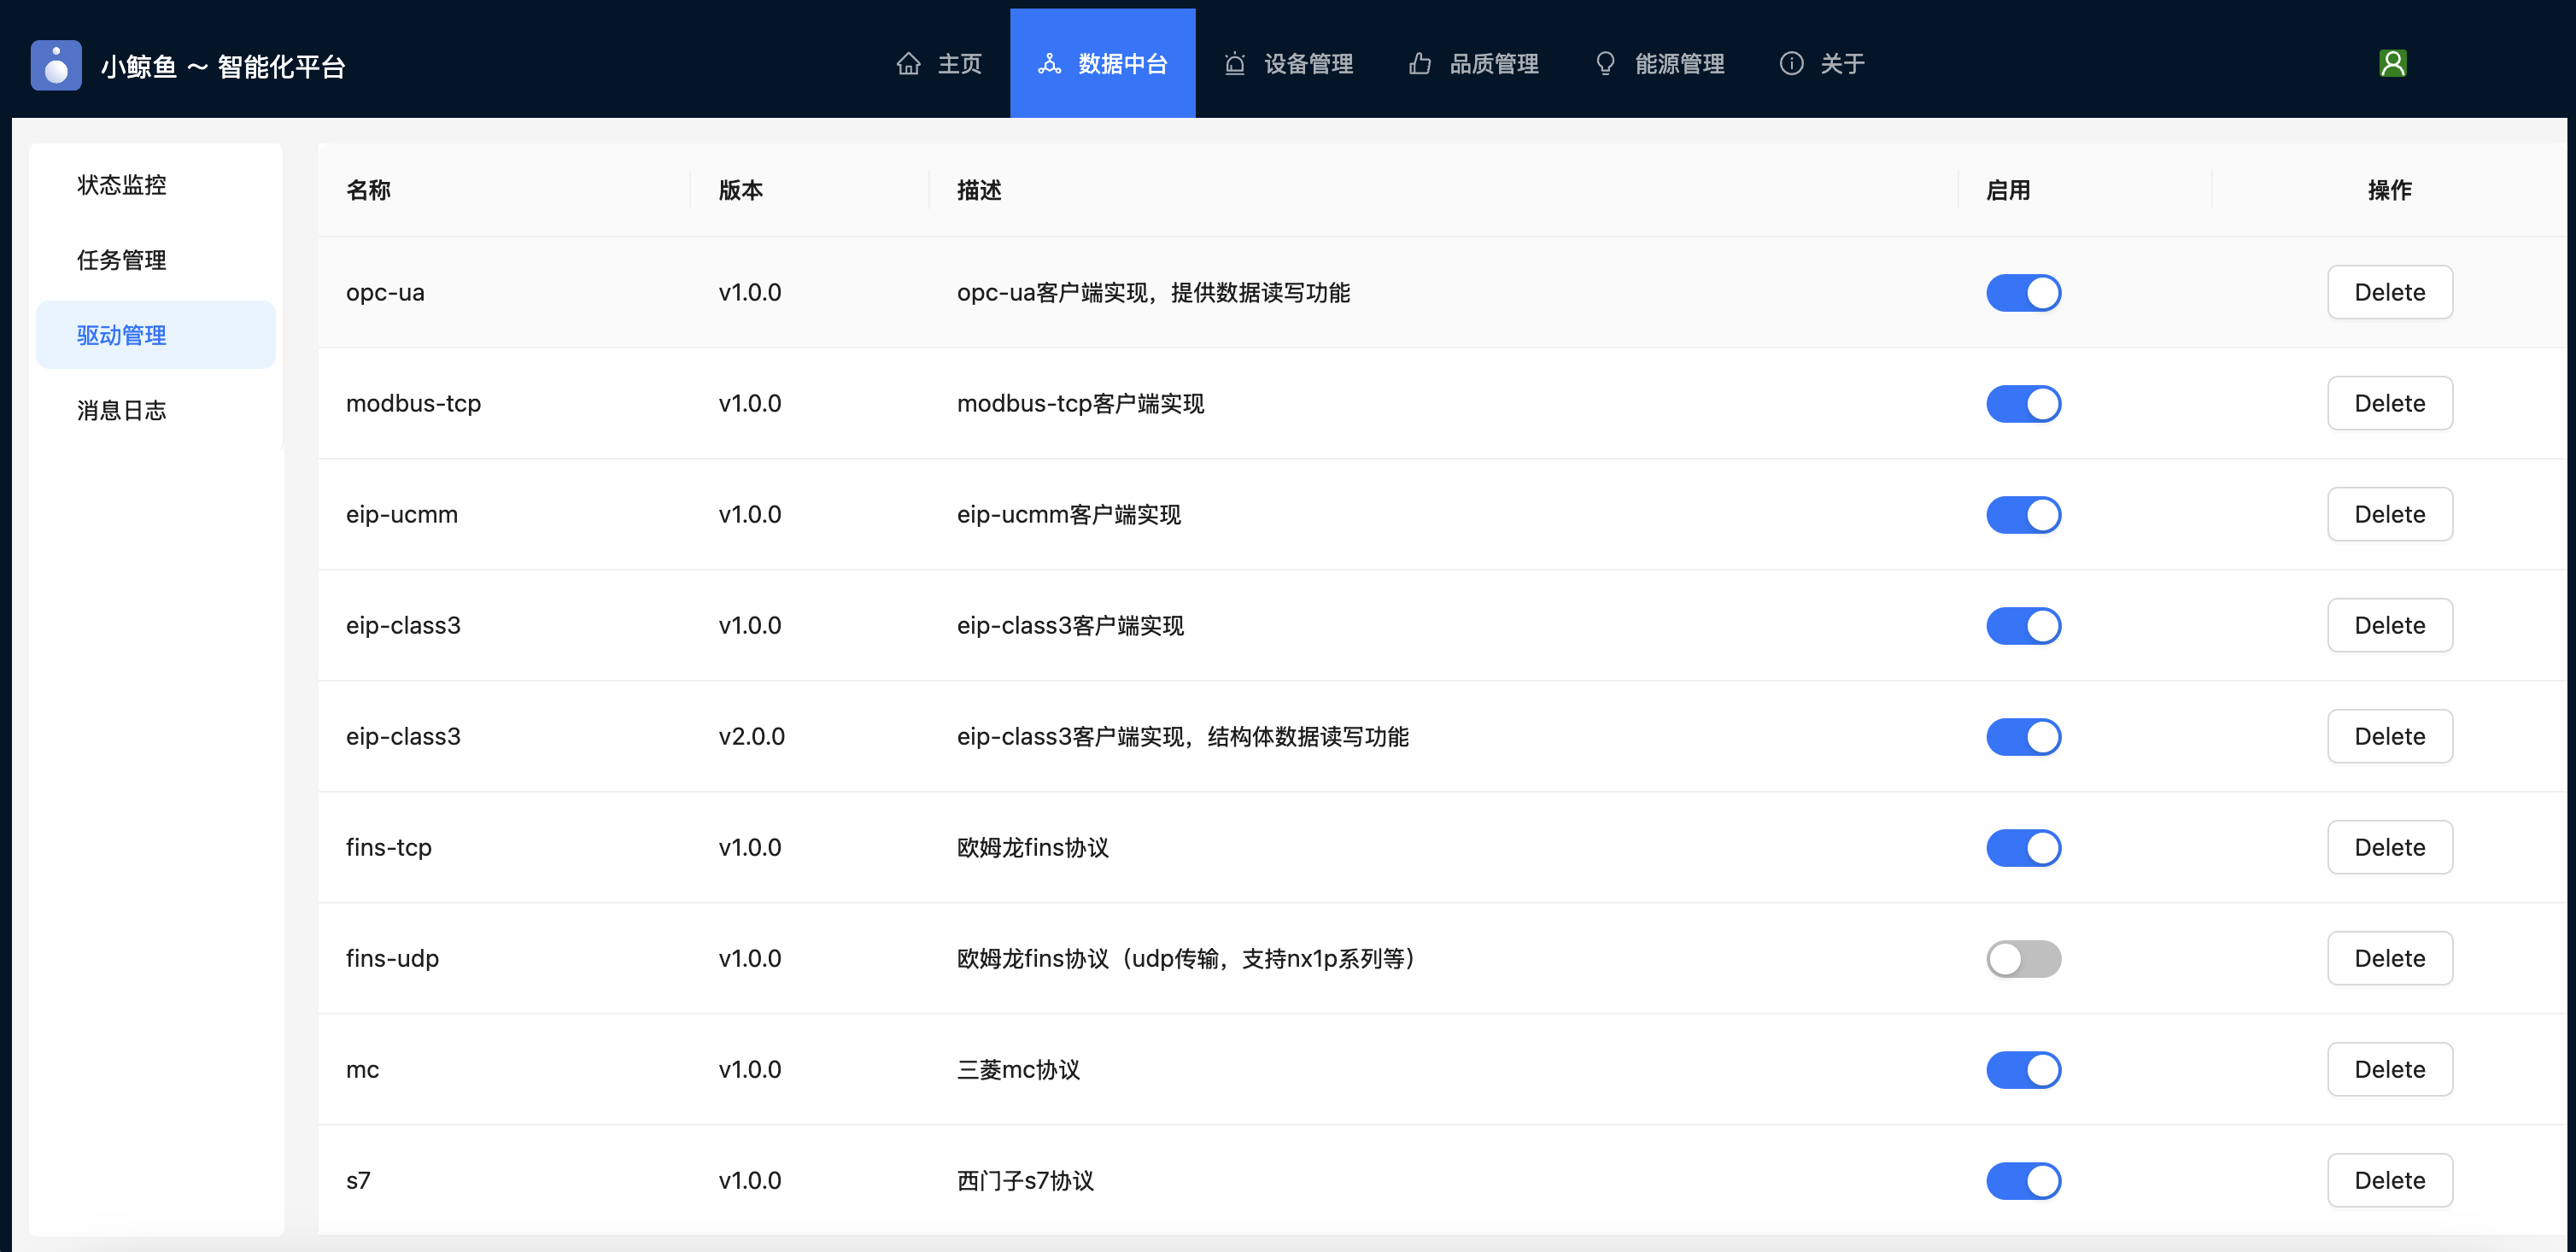 小鲸鱼 ～ 智能化平台
主页 数据中台 设备管理 品质管理 能源管理 关于
状态监控
任务管理
驱动管理
消息日志
名称 版本 描述 启用 操作
opc-ua v1.0.0 opc-ua客户端实现，提供数据读写功能 Delete
modbus-tcp v1.0.0 modbus-tcp客户端实现 Delete
eip-ucmm v1.0.0 eip-ucmm客户端实现 Delete
eip-class3 v1.0.0 eip-class3客户端实现 Delete
eip-class3 v2.0.0 eip-class3客户端实现，结构体数据读写功能 Delete
fins-tcp v1.0.0 欧姆龙fins协议 Delete
fins-udp v1.0.0 欧姆龙fins协议（udp传输，支持nx1p系列等） Delete
mc v1.0.0 三菱mc协议 Delete
s7 v1.0.0 西门子s7协议 Delete